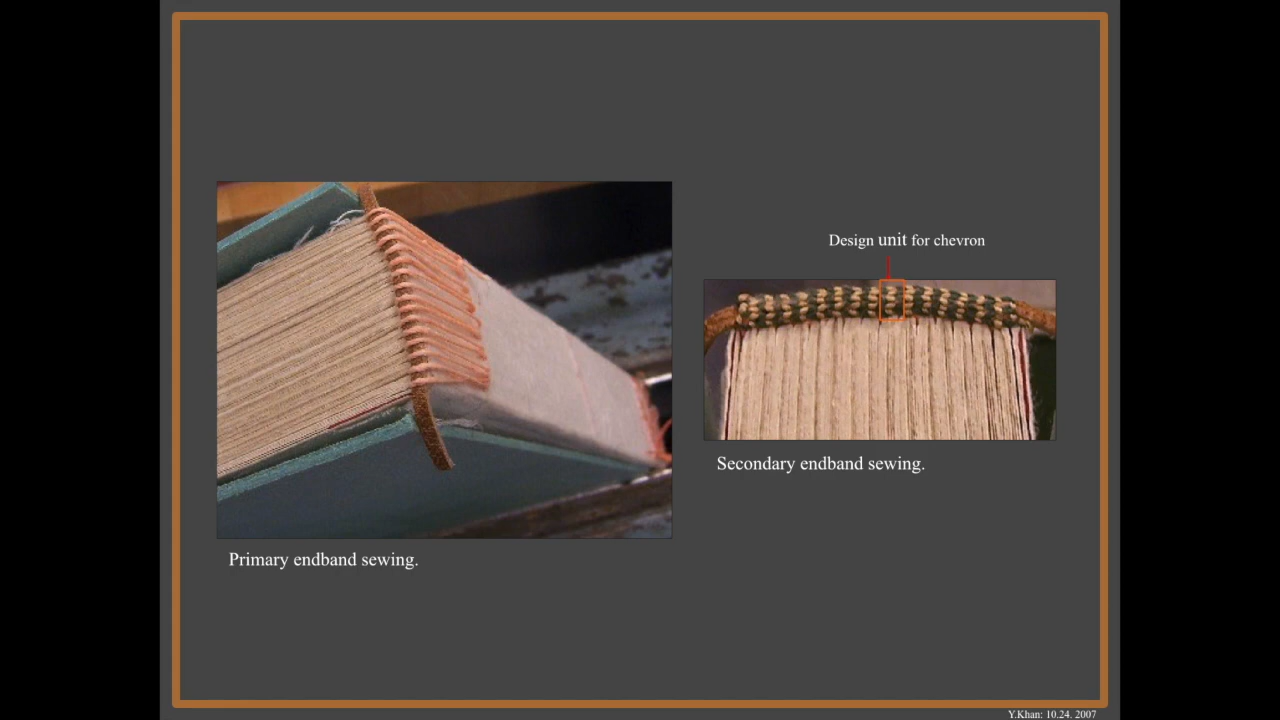 Design unit for chevron
Secondary endband sewing.
Primary endband sewing.
Y.Khan: 10.24. 2007